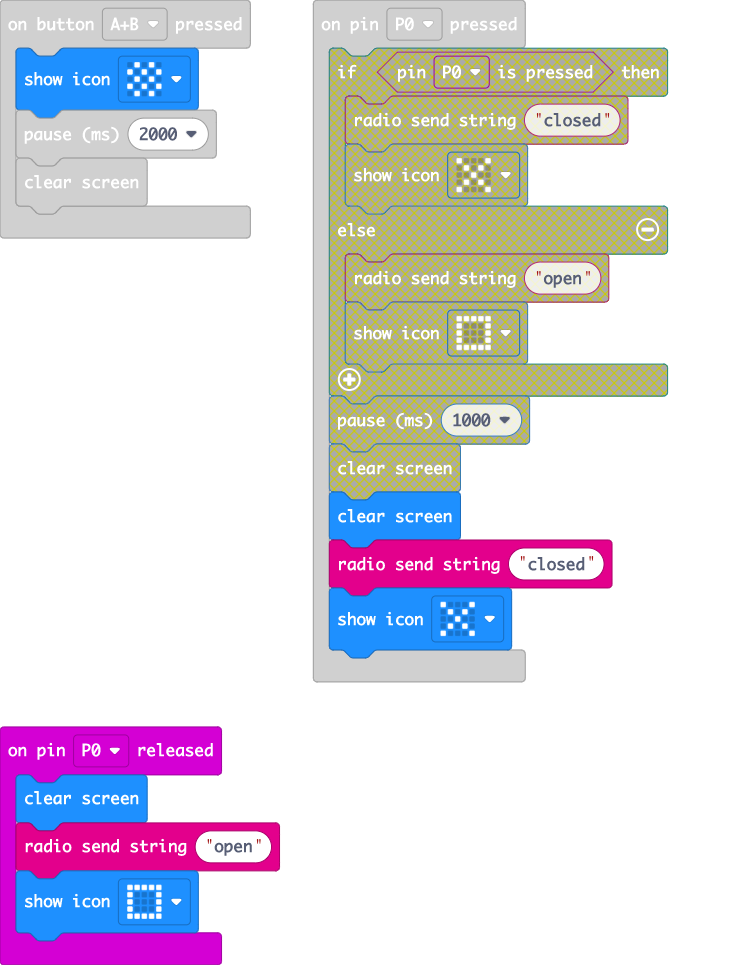 on button A+B pressed
show icon
pause (ms) 2000
clear screen
on pin P0 pressed
if pin P0 is pressed then
radio send string "closed"
show icon
else
radio send string "open"
show icon
pause (ms) 1000
clear screen
clear screen
radio send string "closed"
show icon
on pin P0 released
clear screen
radio send string "open"
show icon